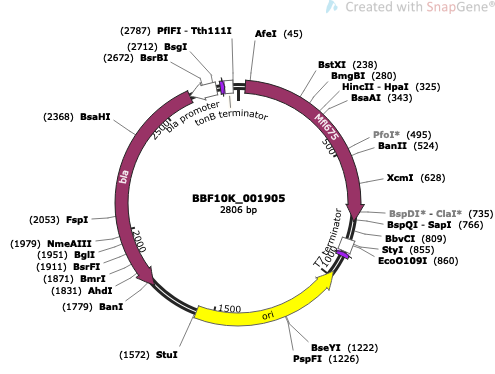 Created with SnapGene®
(2787) PflFI - Tth111I
(2712) BsgI
(2672) BsrBI
(2368) BsaHI
(2053) FspI
(1979) NmeAIII
(1951) BglI
(1911) BsrFI
(1871) BmrI
(1831) AhdI
(1779) BanI
(1572) StuI
AfeI (45)
BstXI (238)
BmgBI (280)
HincII - HpaI (325)
BsaAI (343)
PfoI* (495)
BanII (524)
XcmI (628)
BspDI* - ClaI* (735)
BspQI - SapI (766)
BbvCI (809)
StyI (855)
EcoO109I (860)
BseYI (1222)
PspFI (1226)
BBF10K_001905
2806 bp
bla promoter
tonB terminator
Mfl675
T7 terminator
ori
bla
500
1000
1500
2000
2500